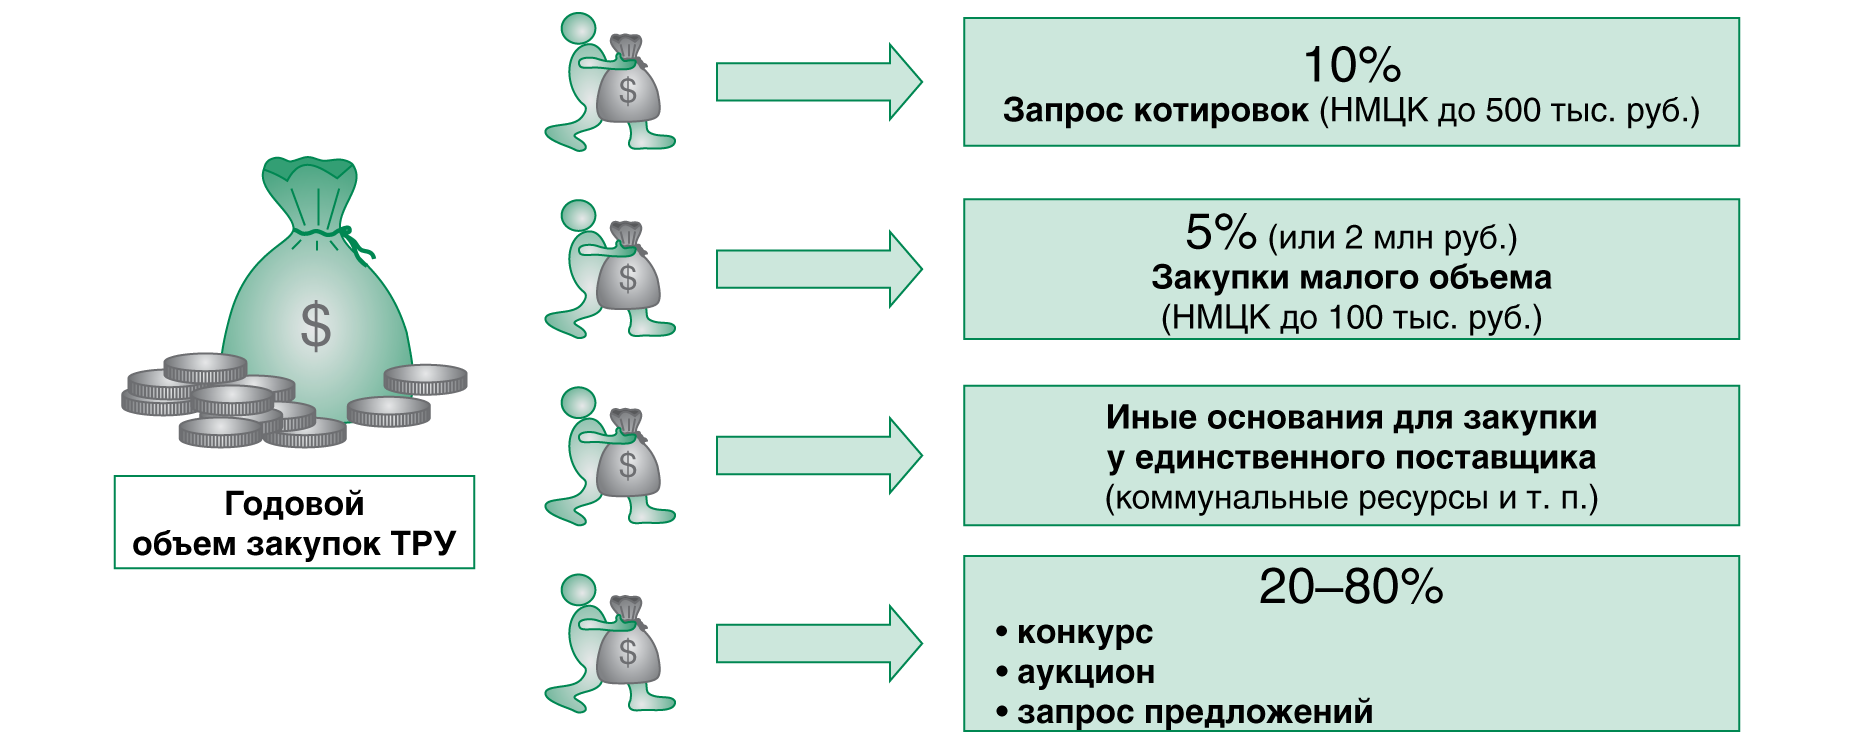 $
Годовой
объем закупок ТРУ
$
10%
Запрос котировок (НМЦК до 500 тыс. руб.)
$
5% (или 2 млн руб.)
Закупки малого объема
(НМЦК до 100 тыс. руб.)
$
Иные основания для закупки
у единственного поставщика
(коммунальные ресурсы и т. п.)
$
20–80%
• конкурс
• аукцион
• запрос предложений